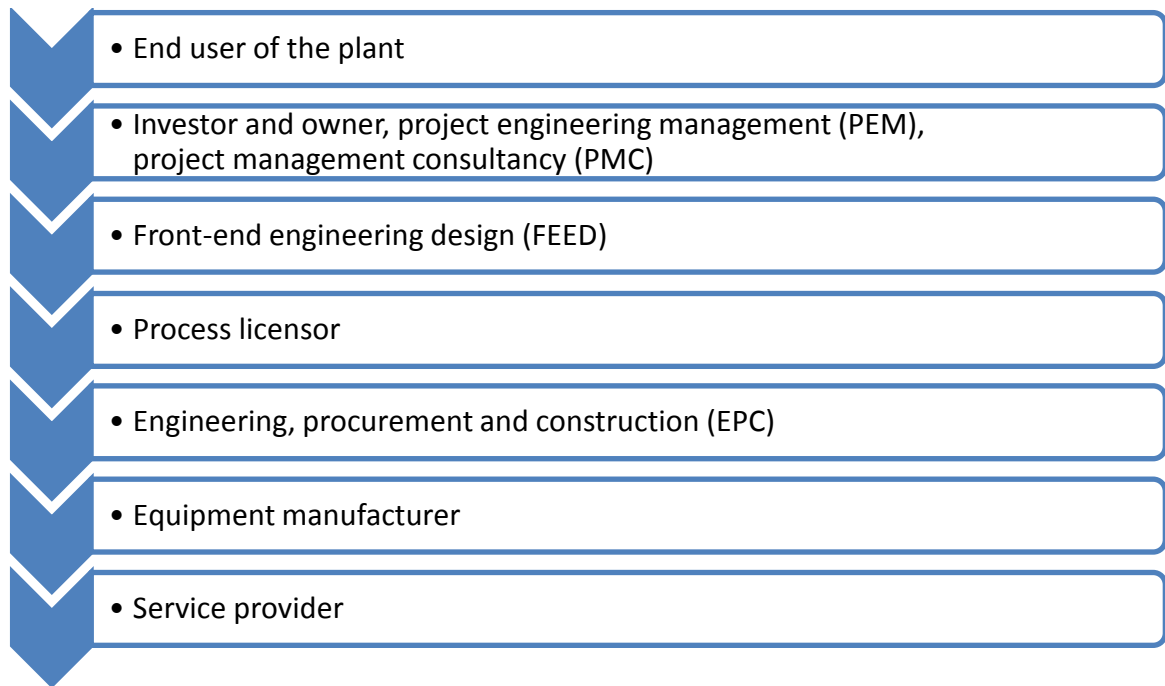 • End user of the plant
• Investor and owner, project engineering management (PEM),
project management consultancy (PMC)
• Front-end engineering design (FEED)
• Process licensor
• Engineering, procurement and construction (EPC)
• Equipment manufacturer
• Service provider